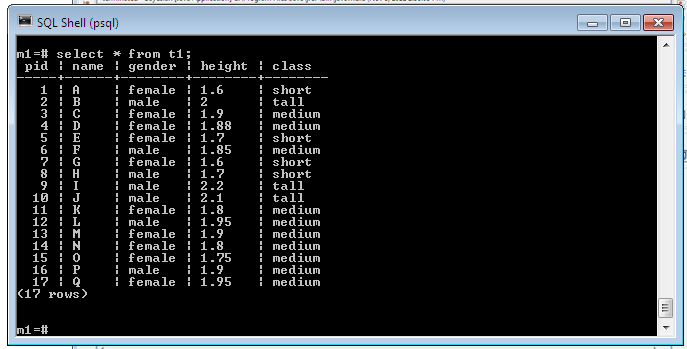 SQL Shell (psql)
m1=# select * from t1;
pid | name | gender | height | class
-----+------+--------+--------+--------
1 | A | female | 1.6 | short
2 | B | male | 2 | tall
3 | C | female | 1.9 | medium
4 | D | female | 1.88 | medium
5 | E | female | 1.7 | short
6 | F | male | 1.85 | medium
7 | G | female | 1.6 | short
8 | H | male | 1.7 | short
9 | I | male | 2.2 | tall
10 | J | male | 2.1 | tall
11 | K | female | 1.8 | medium
12 | L | male | 1.95 | medium
13 | M | female | 1.9 | medium
14 | N | female | 1.8 | medium
15 | O | female | 1.75 | medium
16 | P | male | 1.9 | medium
17 | Q | female | 1.95 | medium
(17 rows)
m1=#